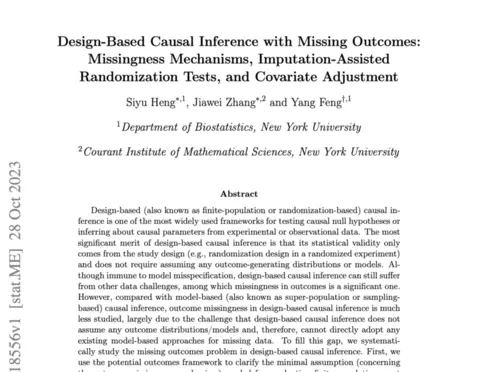 Design-Based Causal Inference with Missing Outcomes:
Missingness Mechanisms, Imputation-Assisted
Randomization Tests, and Covariate Adjustment
Siyu Heng*,1, Jiawei Zhang*,2 and Yang Feng†,1
1Department of Biostatistics, New York University
2Courant Institute of Mathematical Sciences, New York University
Abstract
Design-based (also known as finite-population or randomization-based) causal in-
ference is one of the most widely used frameworks for testing causal null hypotheses or
inferring about causal parameters from experimental or observational data. The most
significant merit of design-based causal inference is that its statistical validity only
comes from the study design (e.g., randomization design in a randomized experiment)
and does not require assuming any outcome-generating distributions or models. Al-
though immune to model misspecification, design-based causal inference can still suffer
from other data challenges, among which missingness in outcomes is a significant one.
However, compared with model-based (also known as super-population or sampling-
based) causal inference, outcome missingness in design-based causal inference is much
less studied, largely due to the challenge that design-based causal inference does not
assume any outcome distributions/models and, therefore, cannot directly adopt any
existing model-based approaches for missing data. To fill this gap, we systemati-
cally study the missing outcomes problem in design-based causal inference. First, we
use the potential outcomes framework to clarify the minimal assumption (concerning
18556v1 [stat.ME] 28 Oct 2023